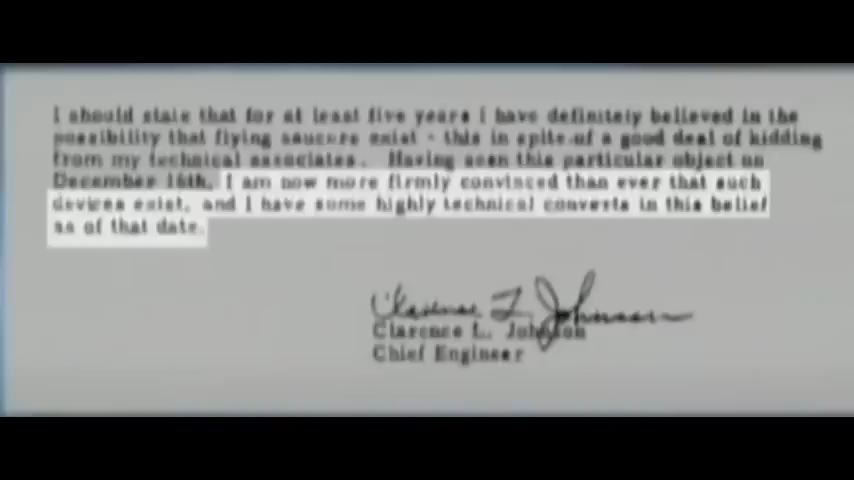 I should state that for at least five years I have definitely believed in the
possibility that flying saucers exist - this in spite of a good deal of kidding
from my technical associates. Having seen this particular object on
December 16th, I am now more firmly convinced than ever that such
devices exist, and I have some highly technical converts in this belief
as of that date.
Clarence L. Johnson
Clarence L. Johnson
Chief Engineer